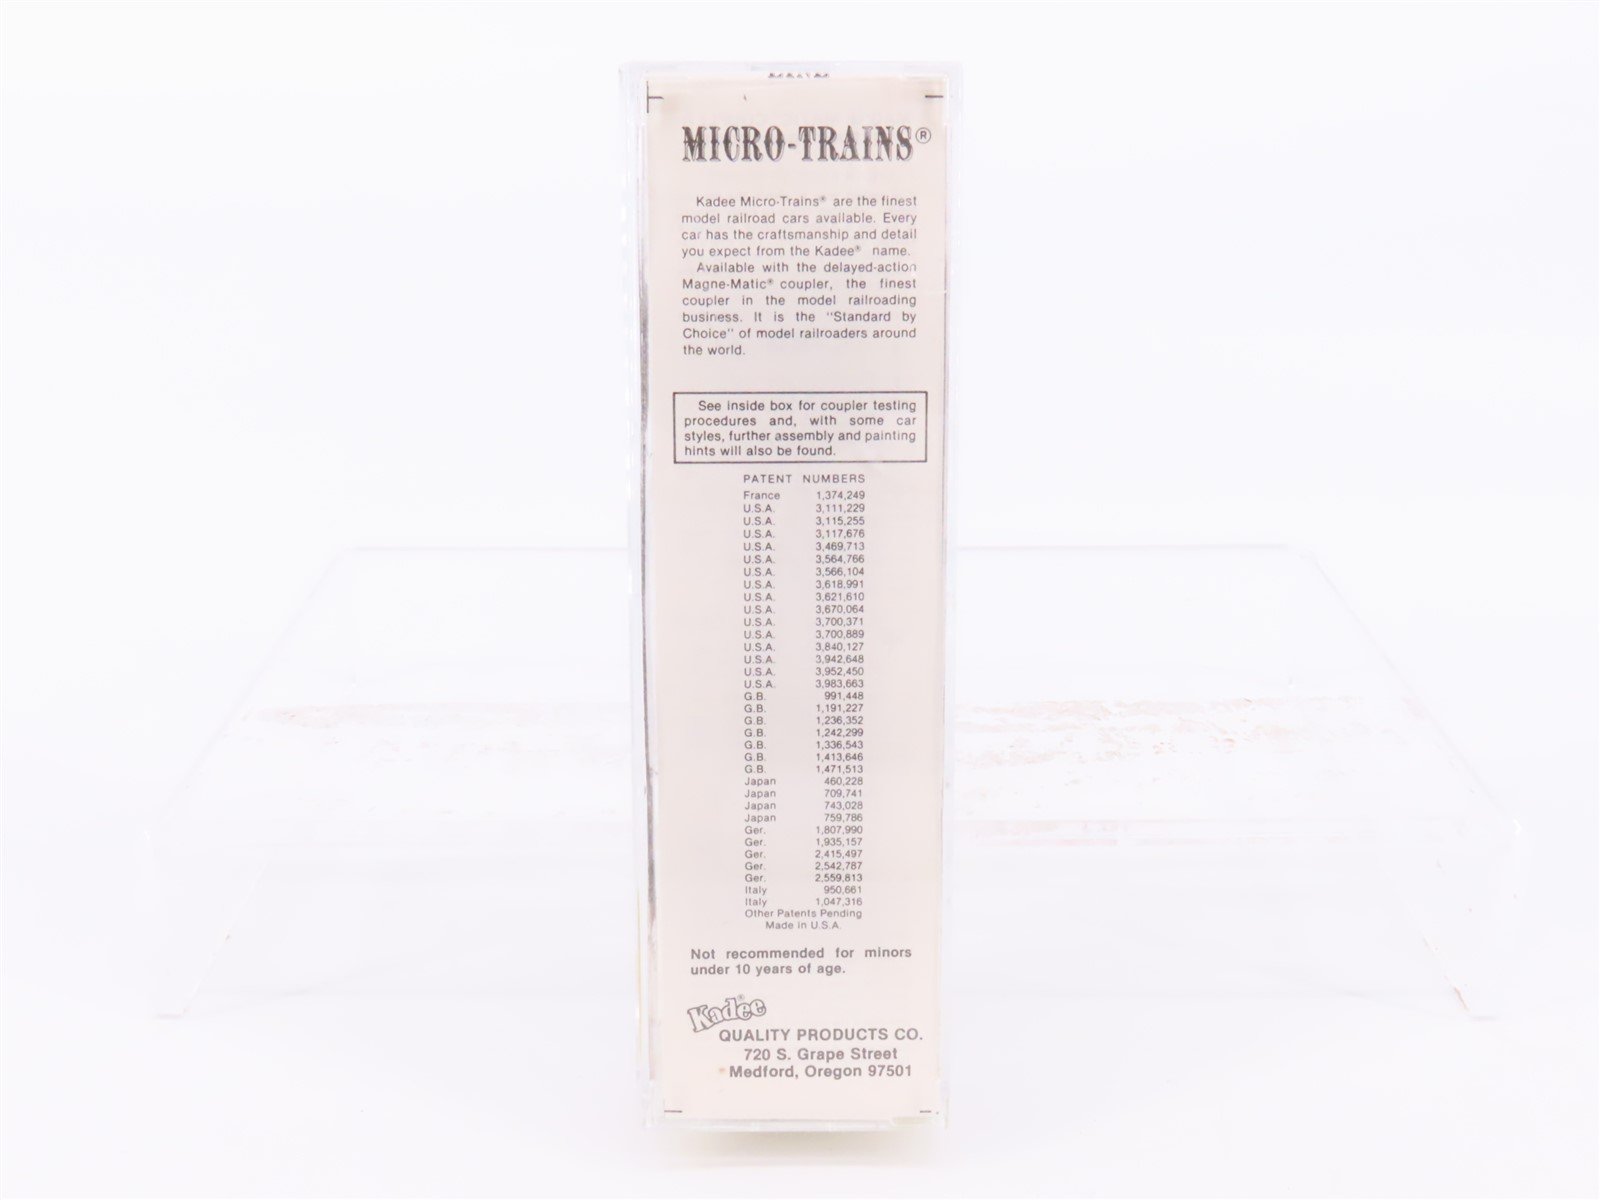 MICRO-TRAINS®
Kadee Micro-Trains® are the finest
model railroad cars available. Every
car has the craftsmanship and detail
you expect from the Kadee® name.
Available with the delayed-action
Magne-Matic® coupler, the finest
coupler in the model railroading
business. It is the "Standard by
Choice" of model railroaders around
the world.
See inside box for coupler testing
procedures and, with some car
styles, further assembly and painting
hints will also be found.
PATENT NUMBERS
France 1,374,249
U.S.A. 3,111,229
U.S.A. 3,115,255
U.S.A. 3,117,676
U.S.A. 3,469,713
U.S.A. 3,564,766
U.S.A. 3,566,104
U.S.A. 3,618,991
U.S.A. 3,621,610
U.S.A. 3,670,064
U.S.A. 3,700,371
U.S.A. 3,700,889
U.S.A. 3,840,127
U.S.A. 3,942,648
U.S.A. 3,952,450
U.S.A. 3,983,663
G.B. 991,448
G.B. 1,191,227
G.B. 1,236,352
G.B. 1,242,299
G.B. 1,336,543
G.B. 1,413,646
G.B. 1,471,513
Japan 460,228
Japan 709,741
Japan 743,028
Japan 759,786
Ger. 1,807,990
Ger. 1,935,157
Ger. 2,415,497
Ger. 2,542,787
Ger. 2,559,813
Italy 950,661
Italy 1,047,316
Other Patents Pending
Made in U.S.A.
Not recommended for minors
under 10 years of age.
Kadee®
QUALITY PRODUCTS CO.
720 S. Grape Street
Medford, Oregon 97501